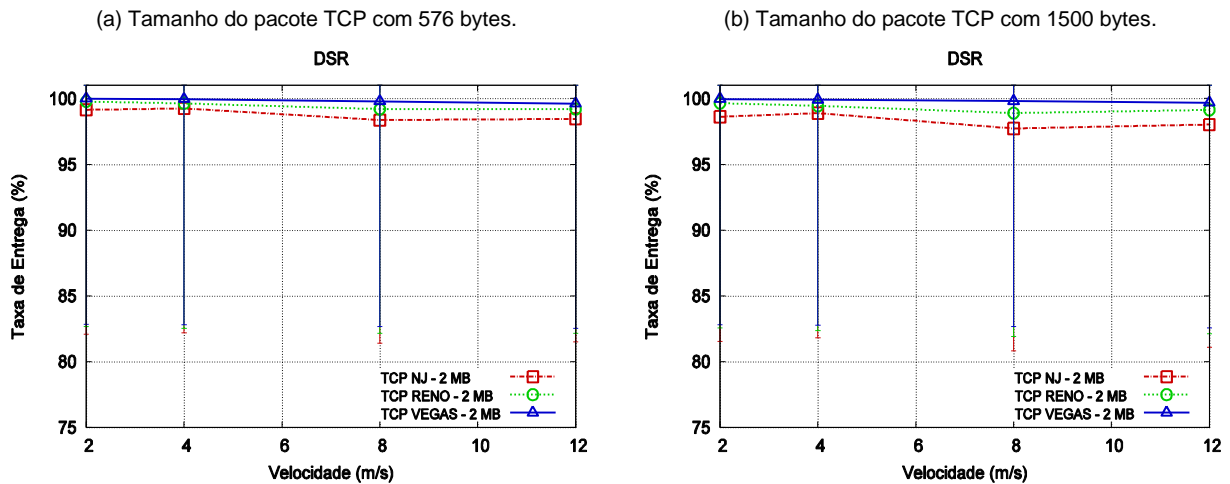 (a) Tamanho do pacote TCP com 576 bytes.
DSR
100
95
90
85
80
75
Taxa de Entrega (%)
TCP NJ - 2 MB
TCP RENO - 2 MB
TCP VEGAS - 2 MB
2 4 6 8 10 12
Velocidade (m/s)
(b) Tamanho do pacote TCP com 1500 bytes.
DSR
100
95
90
85
80
75
Taxa de Entrega (%)
TCP NJ - 2 MB
TCP RENO - 2 MB
TCP VEGAS - 2 MB
2 4 6 8 10 12
Velocidade (m/s)